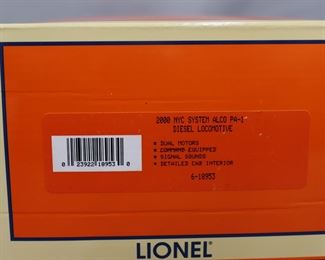 2000 NYC SYSTEM ALCO PA-1
DIESEL LOCOMOTIVE
* DUAL MOTORS
* COMMAND EQUIPPED
* SIGNAL SOUNDS
* DETAILED CAB INTERIOR
6-18953
0 23922 18953 0
LIONEL®